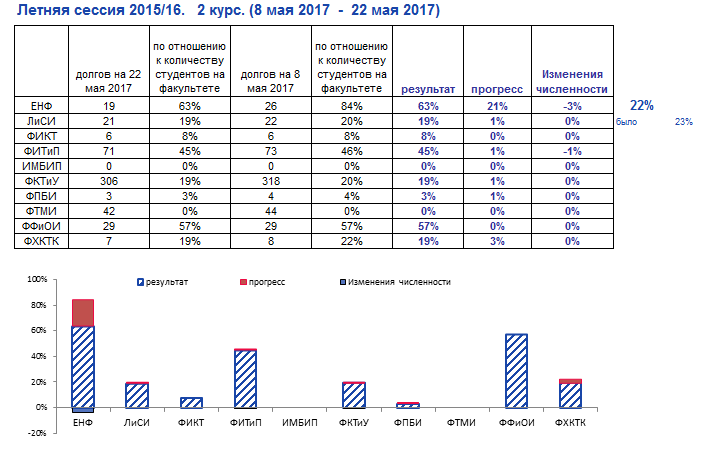 Летняя сессия 2015/16. 2 курс. (8 мая 2017 - 22 мая 2017)
долгов на 22 мая 2017 по отношению к количеству студентов на факультете долгов на 8 мая 2017 по отношению к количеству студентов на факультете результат прогресс Изменения численности
ЕНФ 19 63% 26 84% 63% 21% -3% 22%
ЛиСИ 21 19% 22 20% 19% 1% 0% было 23%
ФИКТ 6 8% 6 8% 8% 0% 0%
ФИТиП 71 45% 73 46% 45% 1% -1%
ИМБИП 0 0% 0 0% 0% 0% 0%
ФКТиУ 306 19% 318 20% 19% 1% 0%
ФПБИ 3 3% 4 4% 3% 1% 0%
ФТМИ 42 0% 44 0% 0% 0% 0%
ФФиОИ 29 57% 29 57% 57% 0% 0%
ФХКТК 7 19% 8 22% 19% 3% 0%
100%
результат прогресс Изменения численности
80%
60%
40%
20%
0%
ЕНФ ЛиСИ ФИКТ ФИТиП ИМБИП ФКТиУ ФПБИ ФТМИ ФФиОИ ФХКТК
-20%